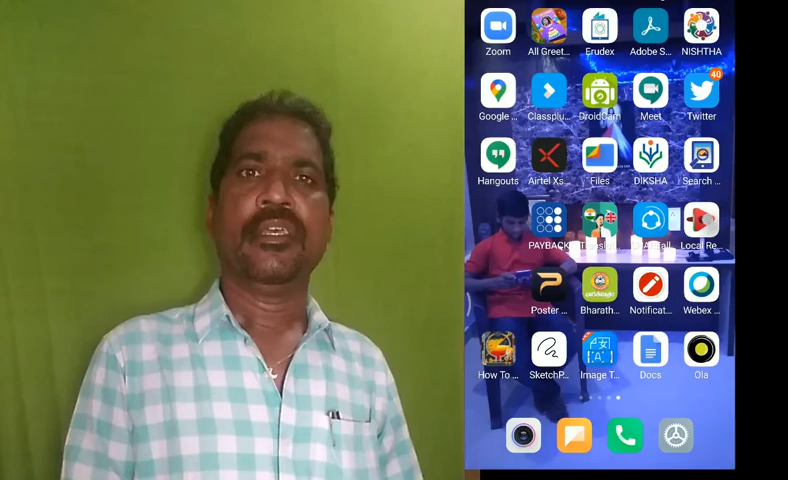 Zoom All Greet... Erudex Adobe S... NISHTHA
Google ... Classplu... DroidCam Meet Twitter
40
Hangouts Airtel Xs... Files DIKSHA Search ...
PAYBACK Local Re...
Poster ... Bharath... Notificat... Webex ...
How To ... SketchP... Image T... Docs Ola